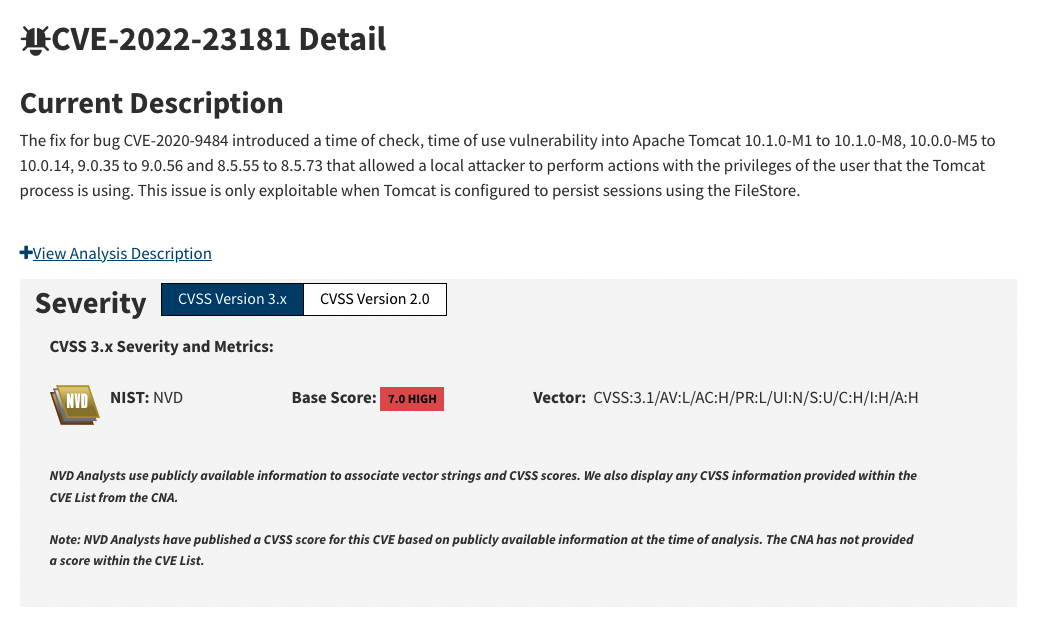 CVE-2022-23181 Detail
Current Description
The fix for bug CVE-2020-9484 introduced a time of check, time of use vulnerability into Apache Tomcat 10.1.0-M1 to 10.1.0-M8, 10.0.0-M5 to
10.0.14, 9.0.35 to 9.0.56 and 8.5.55 to 8.5.73 that allowed a local attacker to perform actions with the privileges of the user that the Tomcat
process is using. This issue is only exploitable when Tomcat is configured to persist sessions using the FileStore.
View Analysis Description
Severity CVSS Version 3.x CVSS Version 2.0
CVSS 3.x Severity and Metrics:
NVD NIST: NVD Base Score: 7.0 HIGH Vector: CVSS:3.1/AV:L/AC:H/PR:L/UI:N/S:U/C:H/I:H/A:H
NVD Analysts use publicly available information to associate vector strings and CVSS scores. We also display any CVSS information provided within the
CVE List from the CNA.
Note: NVD Analysts have published a CVSS score for this CVE based on publicly available information at the time of analysis. The CNA has not provided
a score within the CVE List.